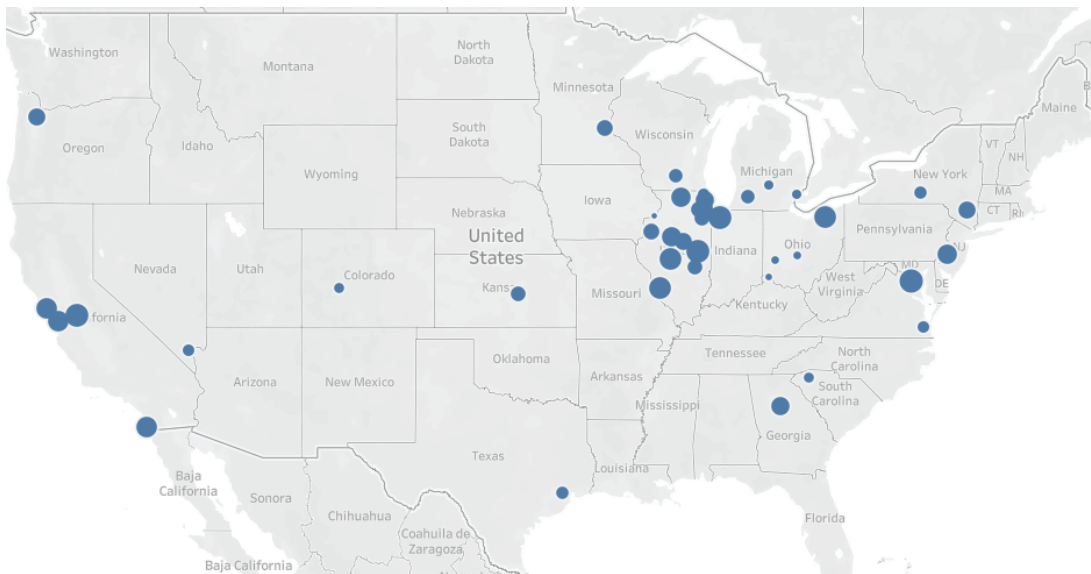 Washington
Montana
North
Dakota
Minnesota
Maine
Oregon
Idaho
South
Dakota
Wisconsin
Michigan
VT
NH
New York
MA
CT
Wyoming
Iowa
Nebraska
Pennsylvania
NJ
United
States
Nevada
Utah
Colorado
Kansas
Indiana
Ohio
MD
DE
West
Virginia
Missouri
Kentucky
fornia
Tennessee
North
Carolina
Oklahoma
Arkansas
South
Carolina
Arizona
New Mexico
Mississippi
Georgia
Texas
Louisiana
Baja
California
Sonora
Chihuahua
Coahuila de
Zaragoza
Florida
Baja California